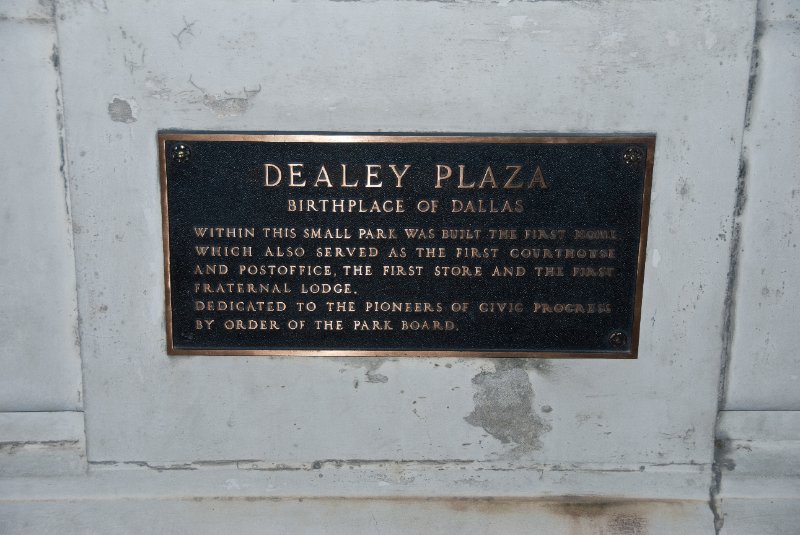 DEALEY PLAZA
BIRTHPLACE OF DALLAS
WITHIN THIS SMALL PARK WAS BUILT THE FIRST HOME
WHICH ALSO SERVED AS THE FIRST COURTHOUSE
AND POSTOFFICE, THE FIRST STORE AND THE FIRST
FRATERNAL LODGE.
DEDICATED TO THE PIONEERS OF CIVIC PROGRESS
BY ORDER OF THE PARK BOARD.